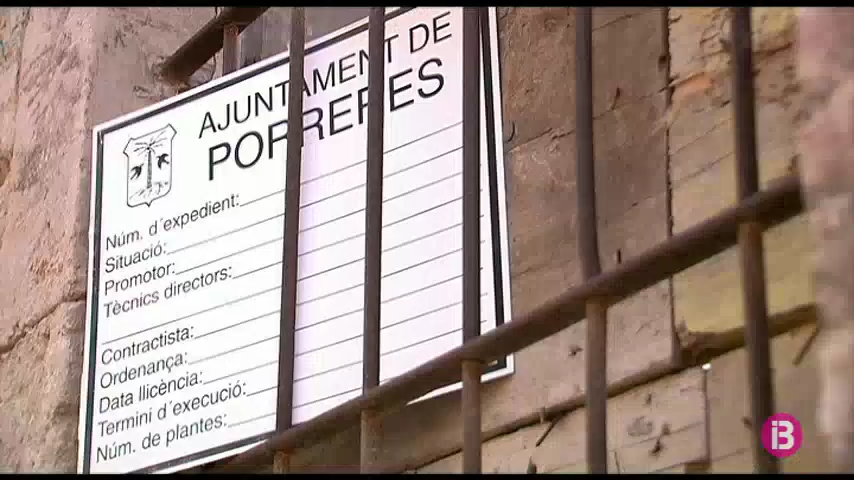 AJUNTAMENT DE
PORRERES
Núm. d´expedient:
Situació:
Promotor:
Tècnics directors:
Contractista:
Ordenança:
Data llicència:
Termini d´execució:
Núm. de plantes:
IB